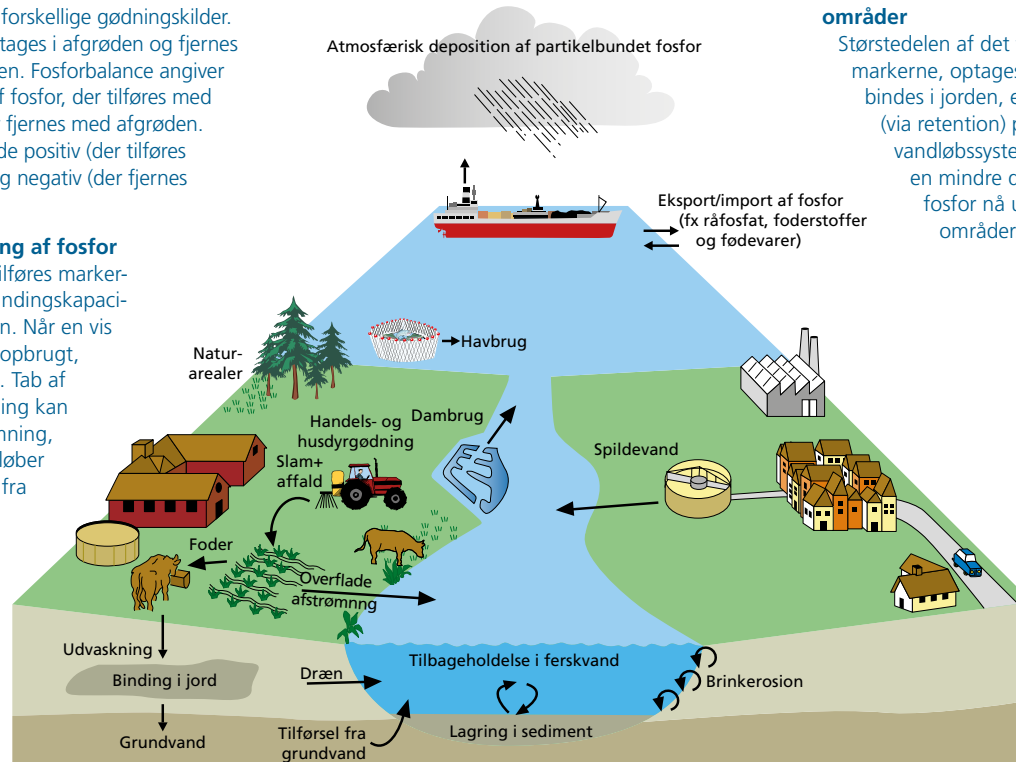 forskellige gødningskilder.
tages i afgrøden og fjernes
en. Fosforbalance angiver
f fosfor, der tilføres med
fjernes med afgrøden.
de positiv (der tilføres
g negativ (der fjernes
ng af fosfor
ilføres marker-
ndingskapaci-
n. Når en vis
opbrugt,
. Tab af
ing kan
mning,
løber
fra
områder
Størstedelen af det
markerne, optages
bindes i jorden, e
(via retention) p
vandløbssyste
en mindre d
fosfor nå u
områder
Atmosfærisk deposition af partikelbundet fosfor
Eksport/import af fosfor
(fx råfosfat, foderstoffer
og fødevarer)
Havbrug
Natur-
arealer
Handels- og
husdyrgødning
Dambrug
Slam+
affald
Spildevand
Foder
Overflade
afstrømnng
Udvaskning
Binding i jord
Grundvand
Dræn
Tilførsel fra
grundvand
Tilbageholdelse i ferskvand
Lagring i sediment
Brinkerosion